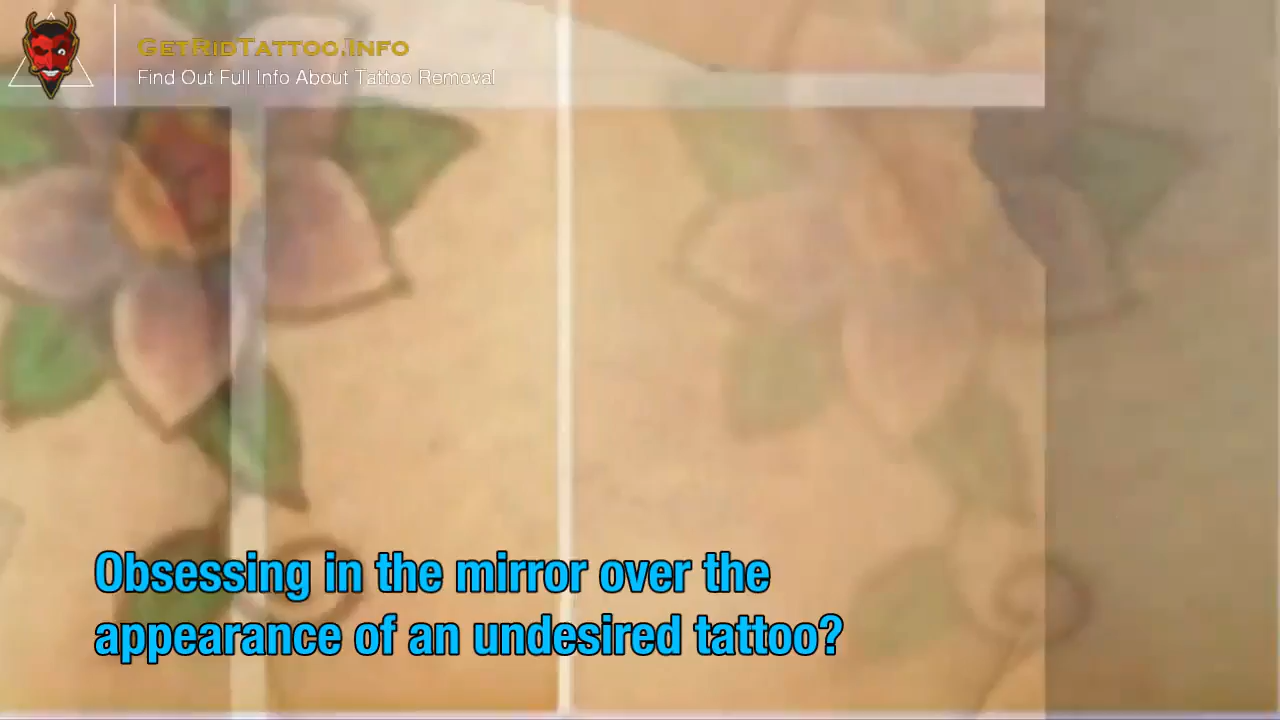 GetRidTattoo.Info
Find Out Full Info About Tattoo Removal
Obsessing in the mirror over the
appearance of an undesired tattoo?